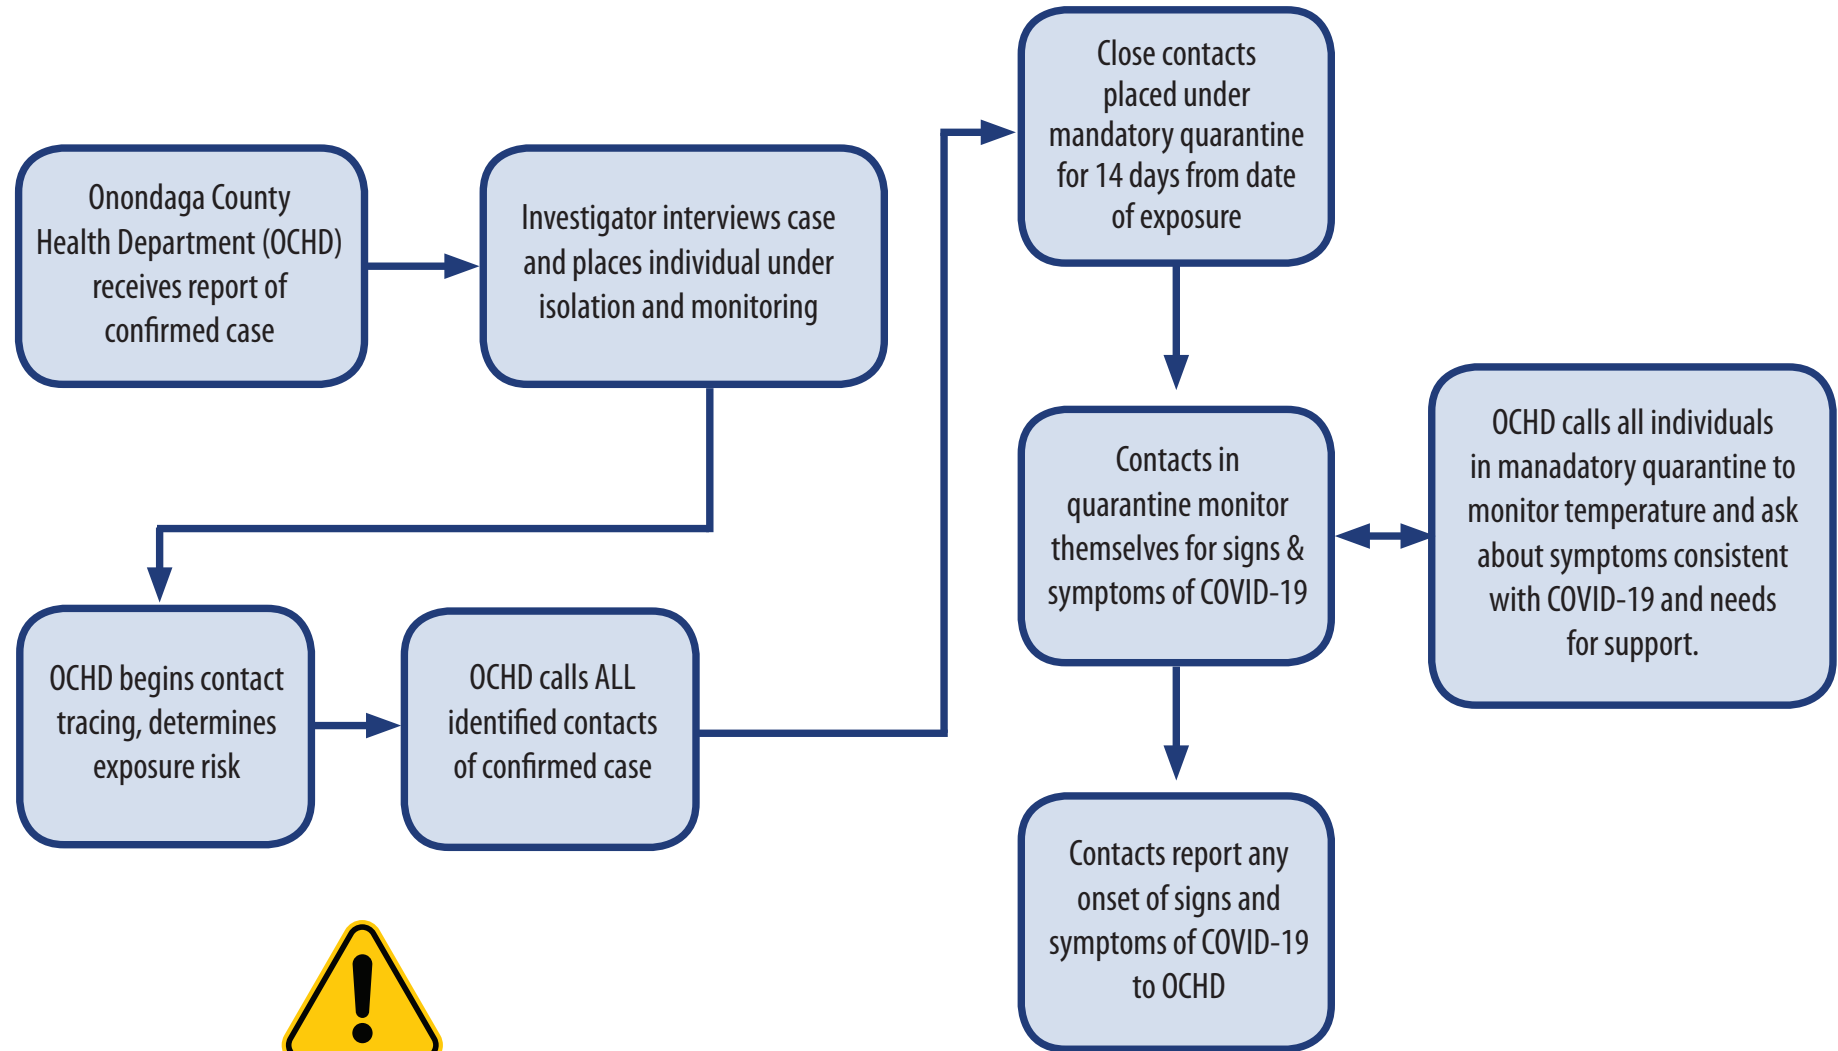 Onondaga County
Health Department (OCHD)
receives report of
confirmed case
Investigator interviews case
and places individual under
isolation and monitoring
OCHD begins contact
tracing, determines
exposure risk
OCHD calls ALL
identified contacts
of confirmed case
Close contacts
placed under
mandatory quarantine
for 14 days from date
of exposure
Contacts in
quarantine monitor
themselves for signs &
symptoms of COVID-19
OCHD calls all individuals
in manadatory quarantine to
monitor temperature and ask
about symptoms consistent
with COVID-19 and needs
for support.
Contacts report any
onset of signs and
symptoms of COVID-19
to OCHD